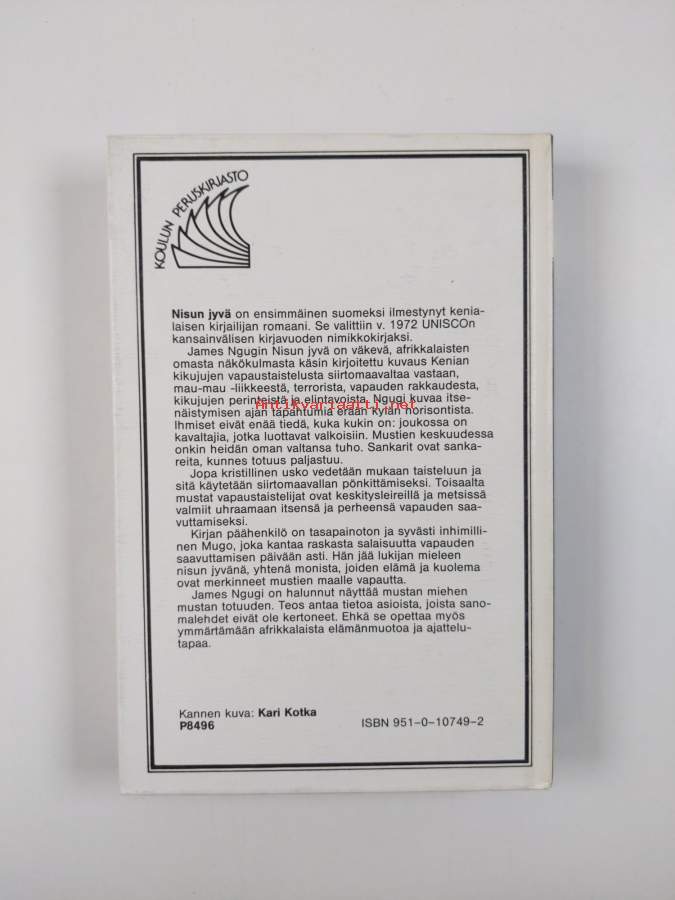 KOULUN PERUSKIRJASTO
Nisun jyvä on ensimmäinen suomeksi ilmestynyt kenia-
laisen kirjailijan romaani. Se valittiin v. 1972 UNISCOn
kansainvälisen kirjavuoden nimikkokirjaksi.
James Ngugin Nisun jyvä on väkevä, afrikkalaisten
omasta näkökulmasta käsin kirjoitettu kuvaus Kenian
kikujujen vapaustaistelusta siirtomaavaltaa vastaan,
mau-mau -liikkeestä, terrorista, vapauden rakkaudesta,
kikujujen perinteistä ja elintavoista. Ngugi kuvaa itse-
Antikvariaatti.net
näistymisen ajan tapahtumia erään kylän horisontista.
Ihmiset eivät enää tiedä, kuka kukin on: joukossa on
kavaltajia, jotka luottavat valkoisiin. Mustien keskuudessa
onkin heidän oman valtansa tuho. Sankarit ovat sanka-
reita, kunnes totuus paljastuu.
Jopa kristillinen usko vedetään mukaan taisteluun ja
sitä käytetään siirtomaavallan pönkittämiseksi. Toisaalta
mustat vapaustaistelijat ovat keskitysleireillä ja metsissä
valmiit uhraamaan itsensä ja perheensä vapauden saa-
vuttamiseksi.
Kirjan päähenkilö on tasapainoton ja syvästi inhimilli-
nen Mugo, joka kantaa raskasta salaisuutta vapauden
saavuttamisen päivään asti. Hän jää lukijan mieleen
nisun jyvänä, yhtenä monista, joiden elämä ja kuolema
ovat merkinneet mustien maalle vapautta.
James Ngugi on halunnut näyttää mustan miehen
mustan totuuden. Teos antaa tietoa asioista, joista sano-
malehdet eivät ole kertoneet. Ehkä se opettaa myös
ymmärtämään afrikkalaista elämänmuotoa ja ajattelu-
tapaa.
Kannen kuva: Kari Kotka
P8496
ISBN 951-0-10749-2